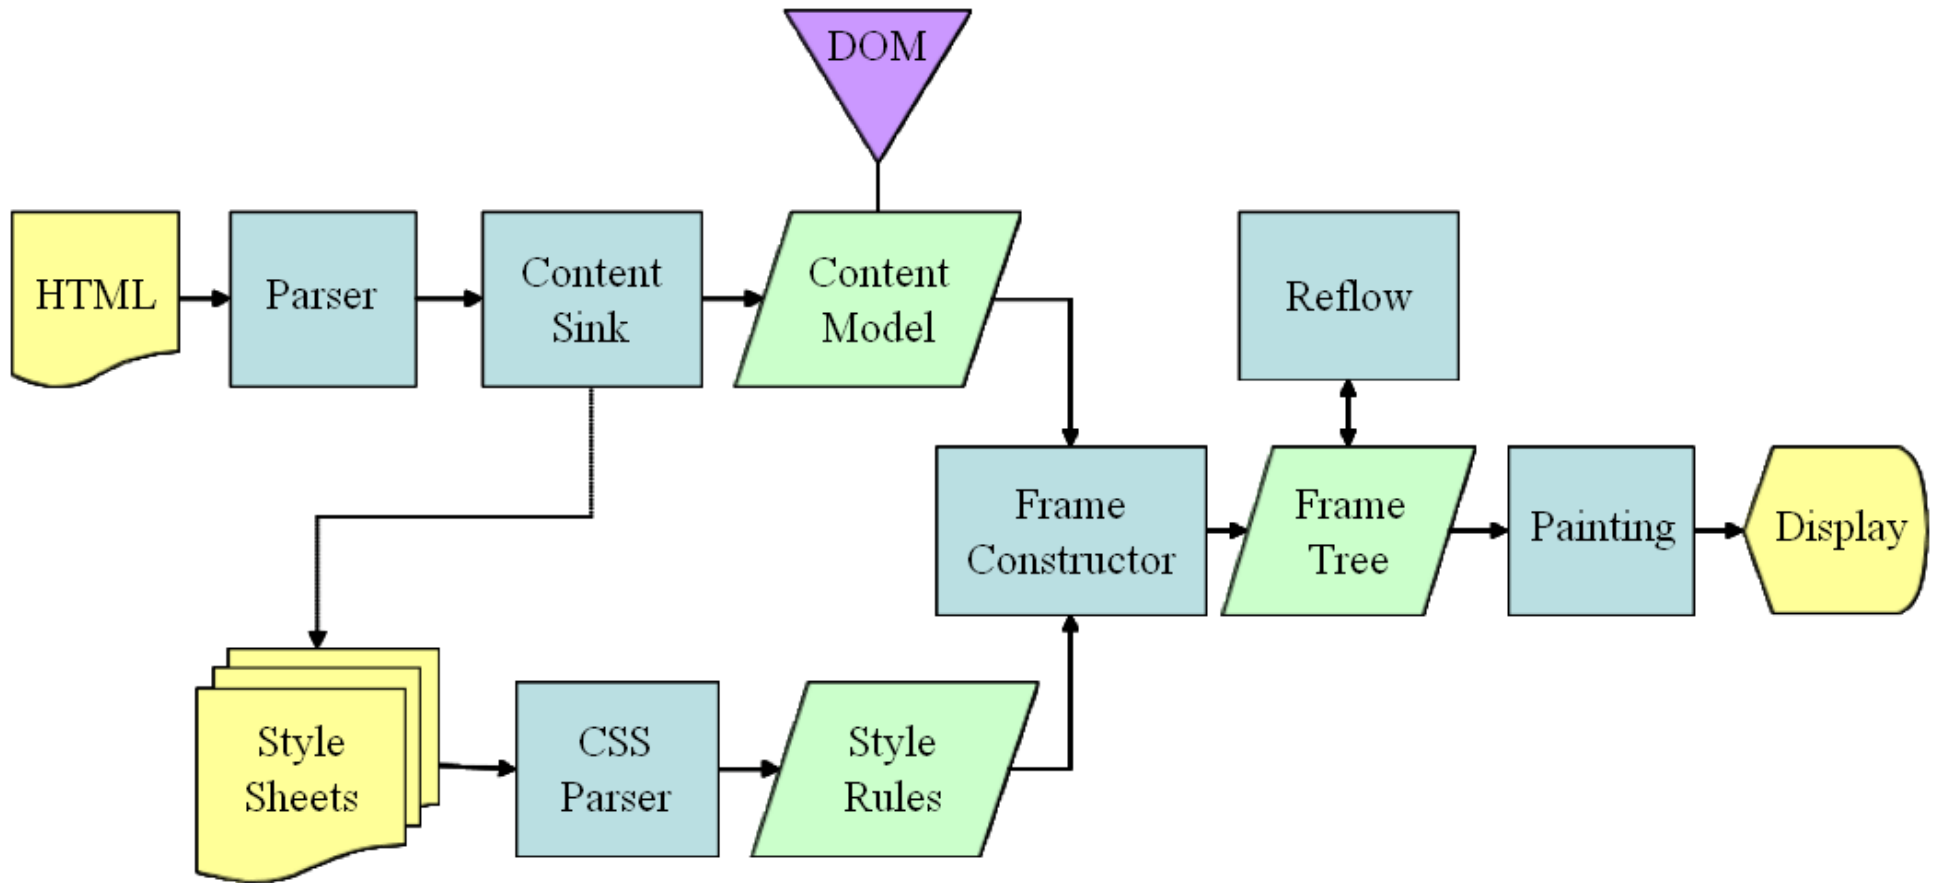 DOM
HTML
Parser
Content
Sink
Content
Model
Reflow
Frame
Constructor
Frame
Tree
Painting
Display
Style
Sheets
CSS
Parser
Style
Rules